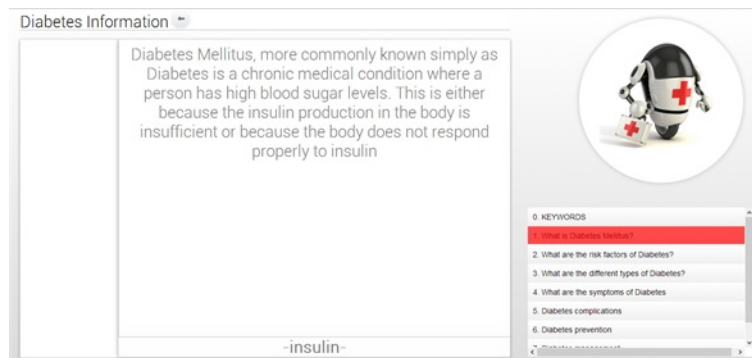 Diabetes Information
Diabetes Mellitus, more commonly known simply as
Diabetes is a chronic medical condition where a
person has high blood sugar levels. This is either
because the insulin production in the body is
insufficient or because the body does not respond
properly to insulin
-insulin-
0. KEYWORDS
1. What is Diabetes Mellitus?
2. What are the risk factors of Diabetes?
3. What are the different types of Diabetes?
4. What are the symptoms of Diabetes
5. Diabetes complications
6. Diabetes prevention
7. Diabetes management